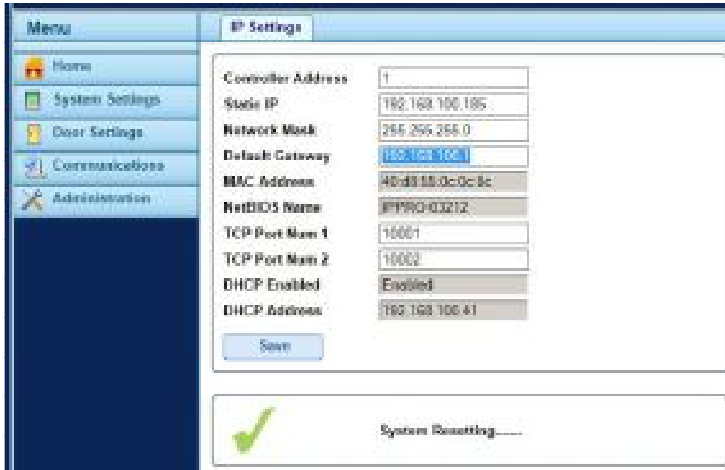 Menu
IP Settings
Home
System Settings
Door Settings
Communications
Administration
Controller Address 1
Static IP
Network Mask 255.255.255.0
Default Gateway 192.168.100.1
MAC Address
NetBIOS Name
TCP Port Num 1 10001
TCP Port Num 2 10002
DHCP Enabled Enabled
DHCP Address 192.168.100.41
Save
System Resetting......